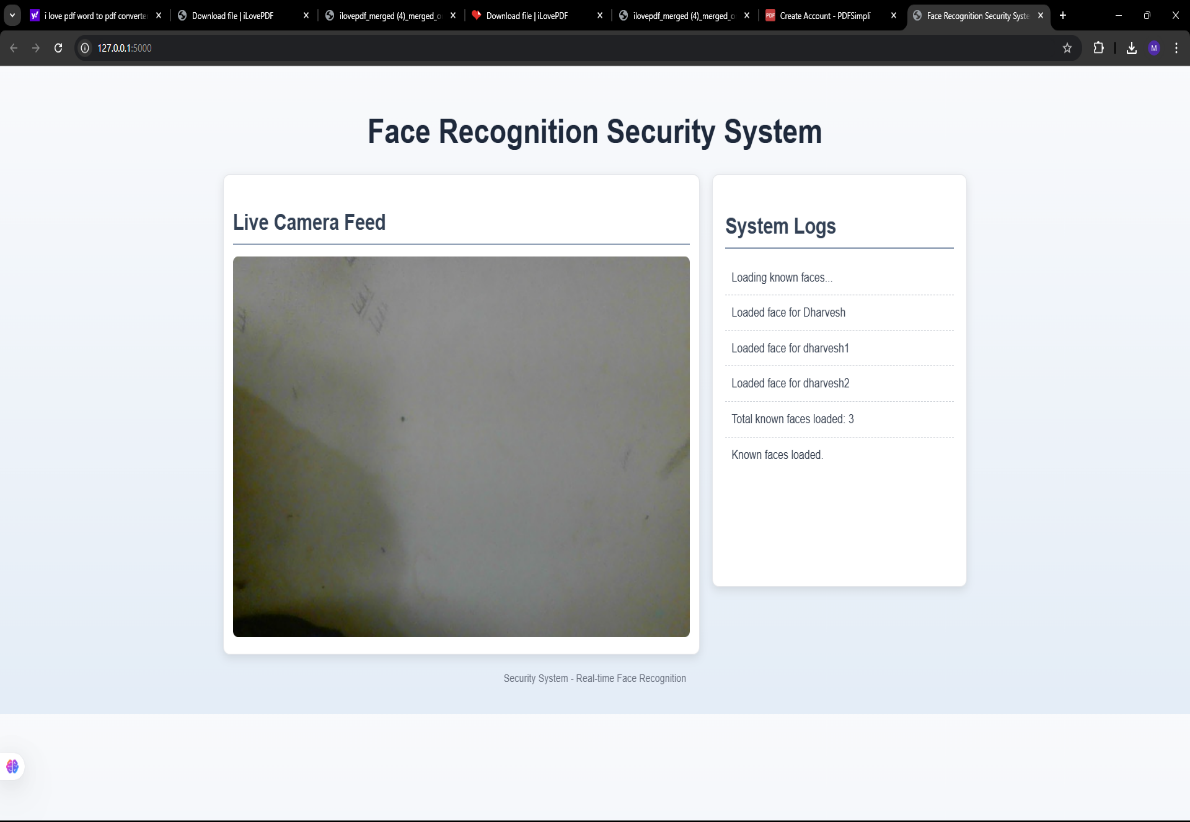 i love pdf word to pdf converte
Download file | iLovePDF
ilovepdf_merged (4)_merged_o
Download file | iLovePDF
ilovepdf_merged (4)_merged_o
Create Account - PDFSimpli
Face Recognition Security Syste
127.0.0.1:5000
M
Face Recognition Security System
Live Camera Feed
System Logs
Loading known faces...
Loaded face for Dharvesh
Loaded face for dharvesh1
Loaded face for dharvesh2
Total known faces loaded: 3
Known faces loaded.
Security System - Real-time Face Recognition